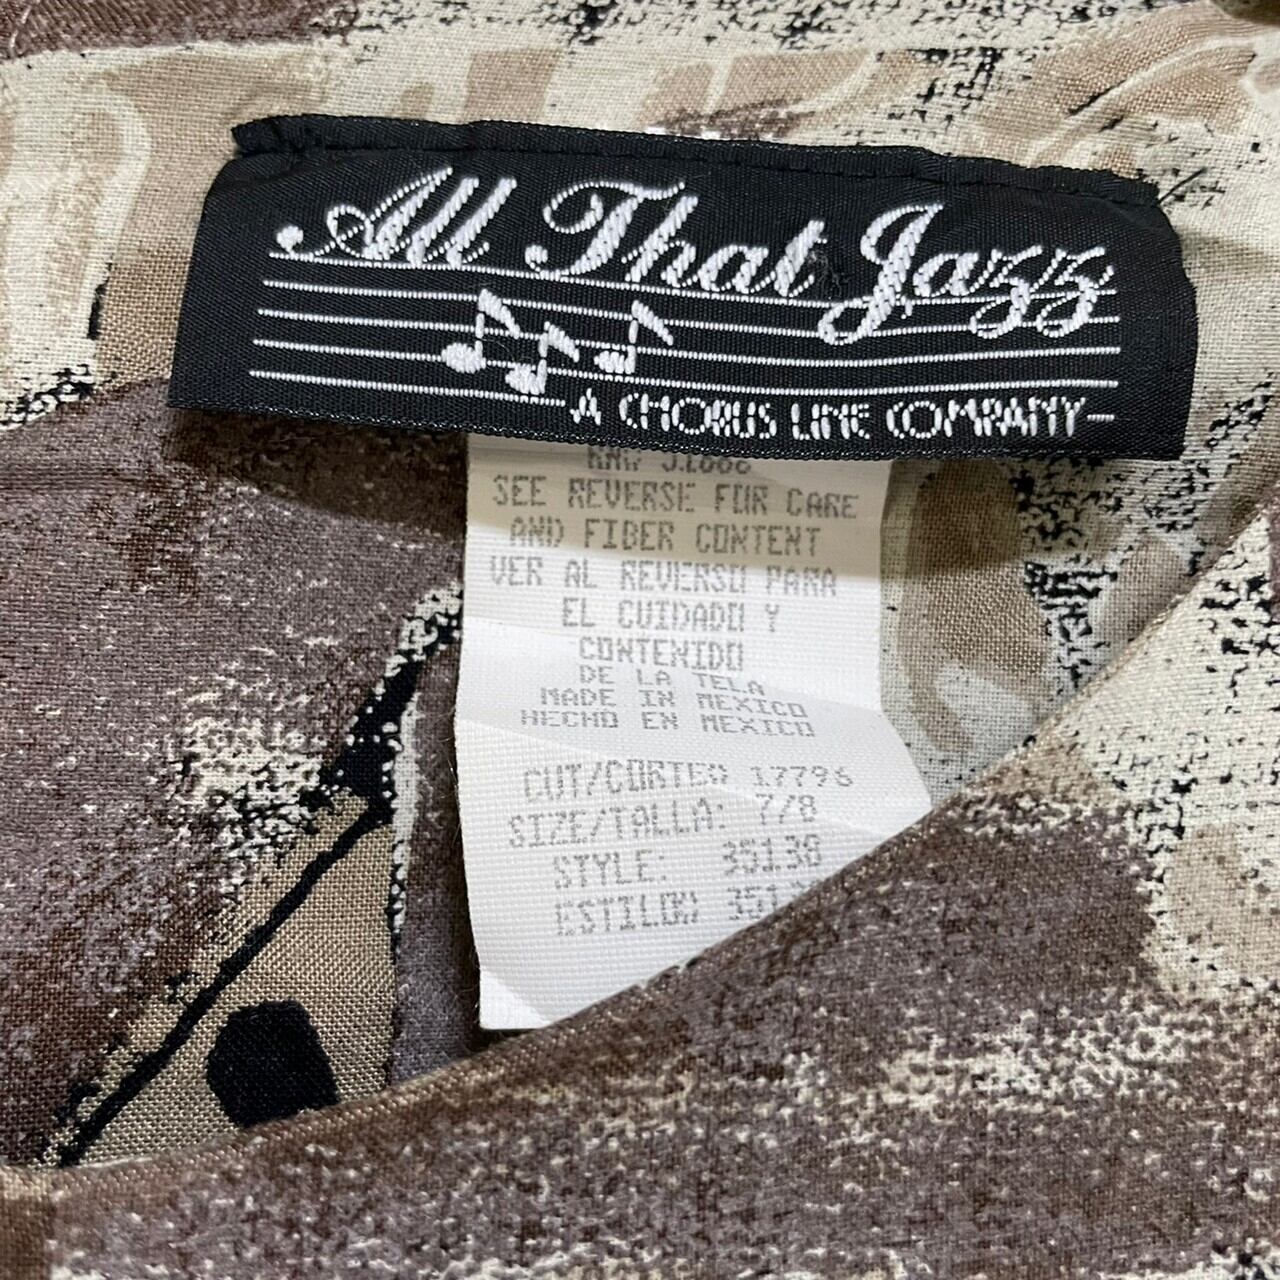 All That Jazz
A CHORUS LINE COMPANY
SEE REVERSE FOR CARE
AND FIBER CONTENT
VER AL REVERSO PARA
EL CUIDADO Y
CONTENIDO
DE LA TELA
MADE IN MEXICO
HECHO EN MEXICO
CUT/CORTE# 17796
SIZE/TALLA: 7/8
STYLE: 35138